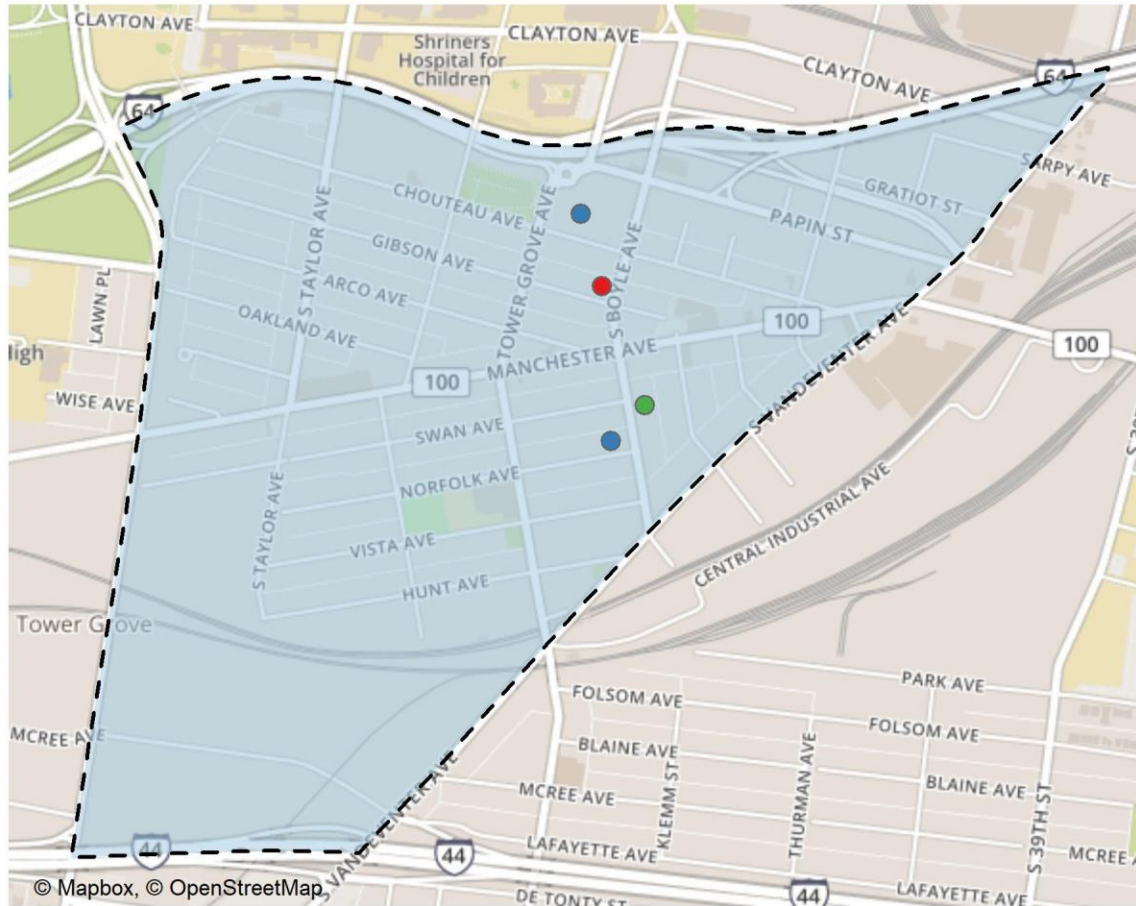 CLAYTON AVE
CLAYTON AVE
Shriners
Hospital for
Children
CLAYTON AVE
64
64
SARPY AVE
GRATIOT ST
CHOUTEAU AVE
PAPIN ST
GIBSON AVE
S TAYLOR AVE
TOWER GROVE AVE
S BOYLE AVE
ARCO AVE
LAWN PL
OAKLAND AVE
100
MANCHESTER AVE
100
100
High
WISE AVE
S VANDEVENTER AVE
SWAN AVE
NORFOLK AVE
S TAYLOR AVE
VISTA AVE
HUNT AVE
CENTRAL INDUSTRIAL AVE
Tower Grove
PARK AVE
FOLSOM AVE
FOLSOM AVE
MCREE AVE
BLAINE AVE
BLAINE AVE
KLEMM ST
THURMAN AVE
S 39TH ST
MCREE AVE
S VANDEVENTER AVE
44
44
LAFAYETTE AVE
MCREE A
44
LAFAYETTE AVE
DE TONTY ST
© Mapbox, © OpenStreetMap